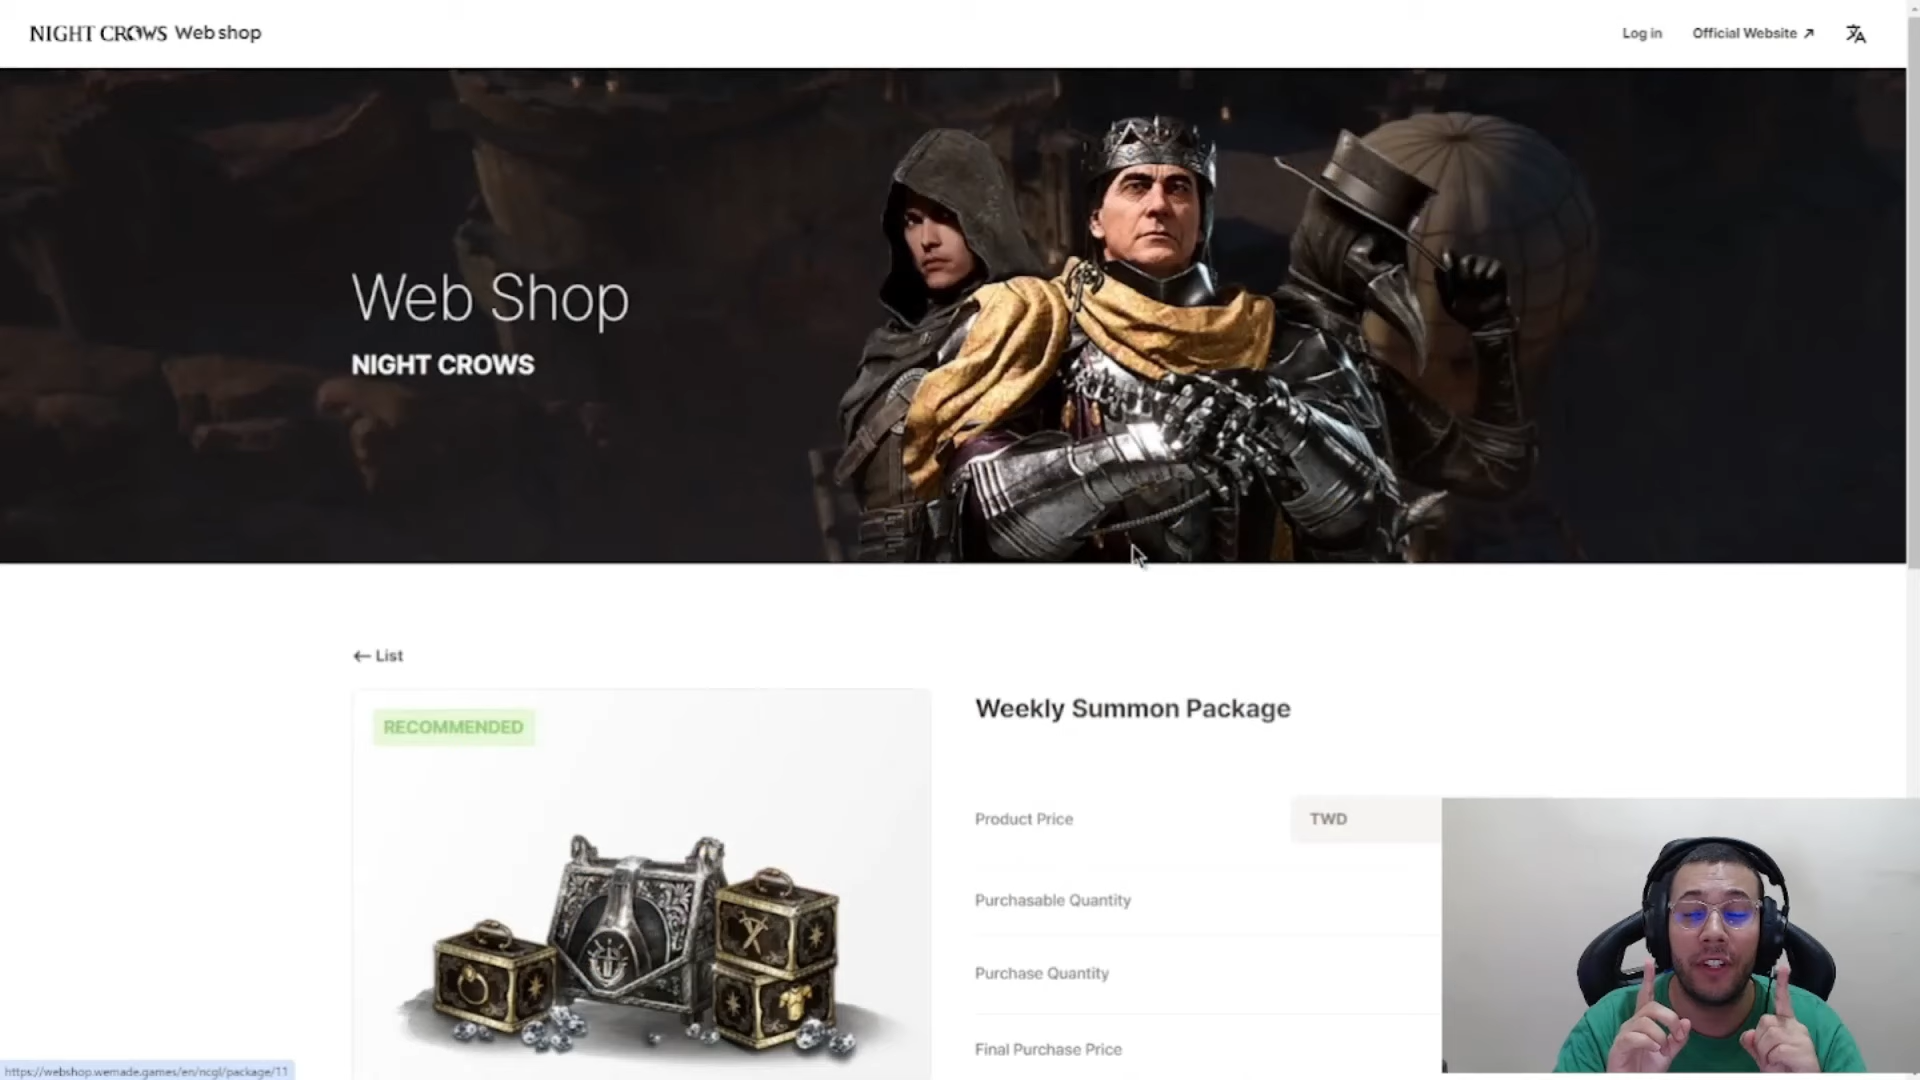 NIGHT CROWS Web shop
Log in
Official Website ↗
Web Shop
NIGHT CROWS
← List
RECOMMENDED
Weekly Summon Package
Product Price
TWD
Purchasable Quantity
Purchase Quantity
Final Purchase Price
https://webshop.wemade.games/en/ncgl/package/11